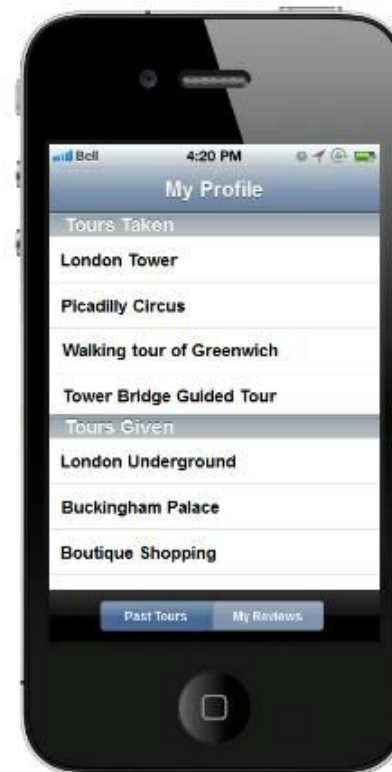 Bell 4:20 PM
My Profile
Tours Taken
London Tower
Picadilly Circus
Walking tour of Greenwich
Tower Bridge Guided Tour
Tours Given
London Underground
Buckingham Palace
Boutique Shopping
Past Tours My Reviews